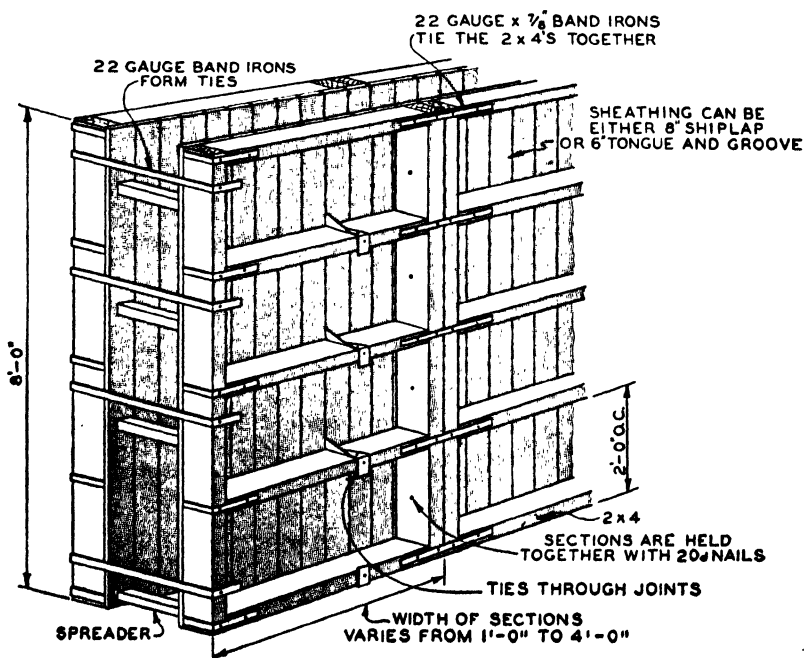 22 GAUGE x 7/8" BAND IRONS
TIE THE 2 x 4'S TOGETHER
22 GAUGE BAND IRONS
FORM TIES
SHEATHING CAN BE
EITHER 8" SHIPLAP
OR 6" TONGUE AND GROOVE
8'-0"
2'-0" O.C.
2 x 4
SECTIONS ARE HELD
TOGETHER WITH 20d NAILS
TIES THROUGH JOINTS
WIDTH OF SECTIONS
VARIES FROM 1'-0" TO 4'-0"
SPREADER